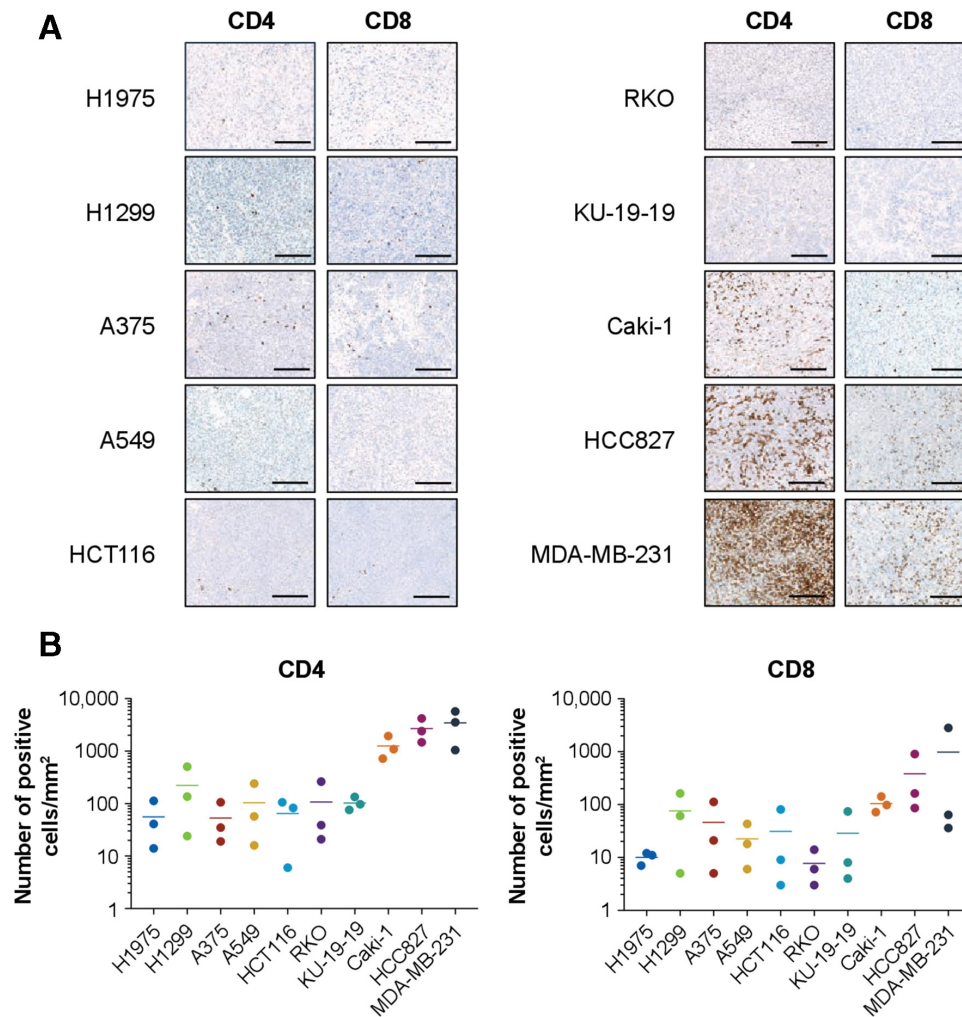 A
CD4 CD8
H1975
H1299
A375
A549
HCT116
CD4 CD8
RKO
KU-19-19
Caki-1
HCC827
MDA-MB-231
B
CD4
Number of positive
cells/mm²
10,000
1000
100
10
1
H1975
H1299
A375
A549
HCT116
RKO
KU-19-19
Caki-1
HCC827
MDA-MB-231
CD8
Number of positive
cells/mm²
10,000
1000
100
10
1
H1975
H1299
A375
A549
HCT116
RKO
KU-19-19
Caki-1
HCC827
MDA-MB-231